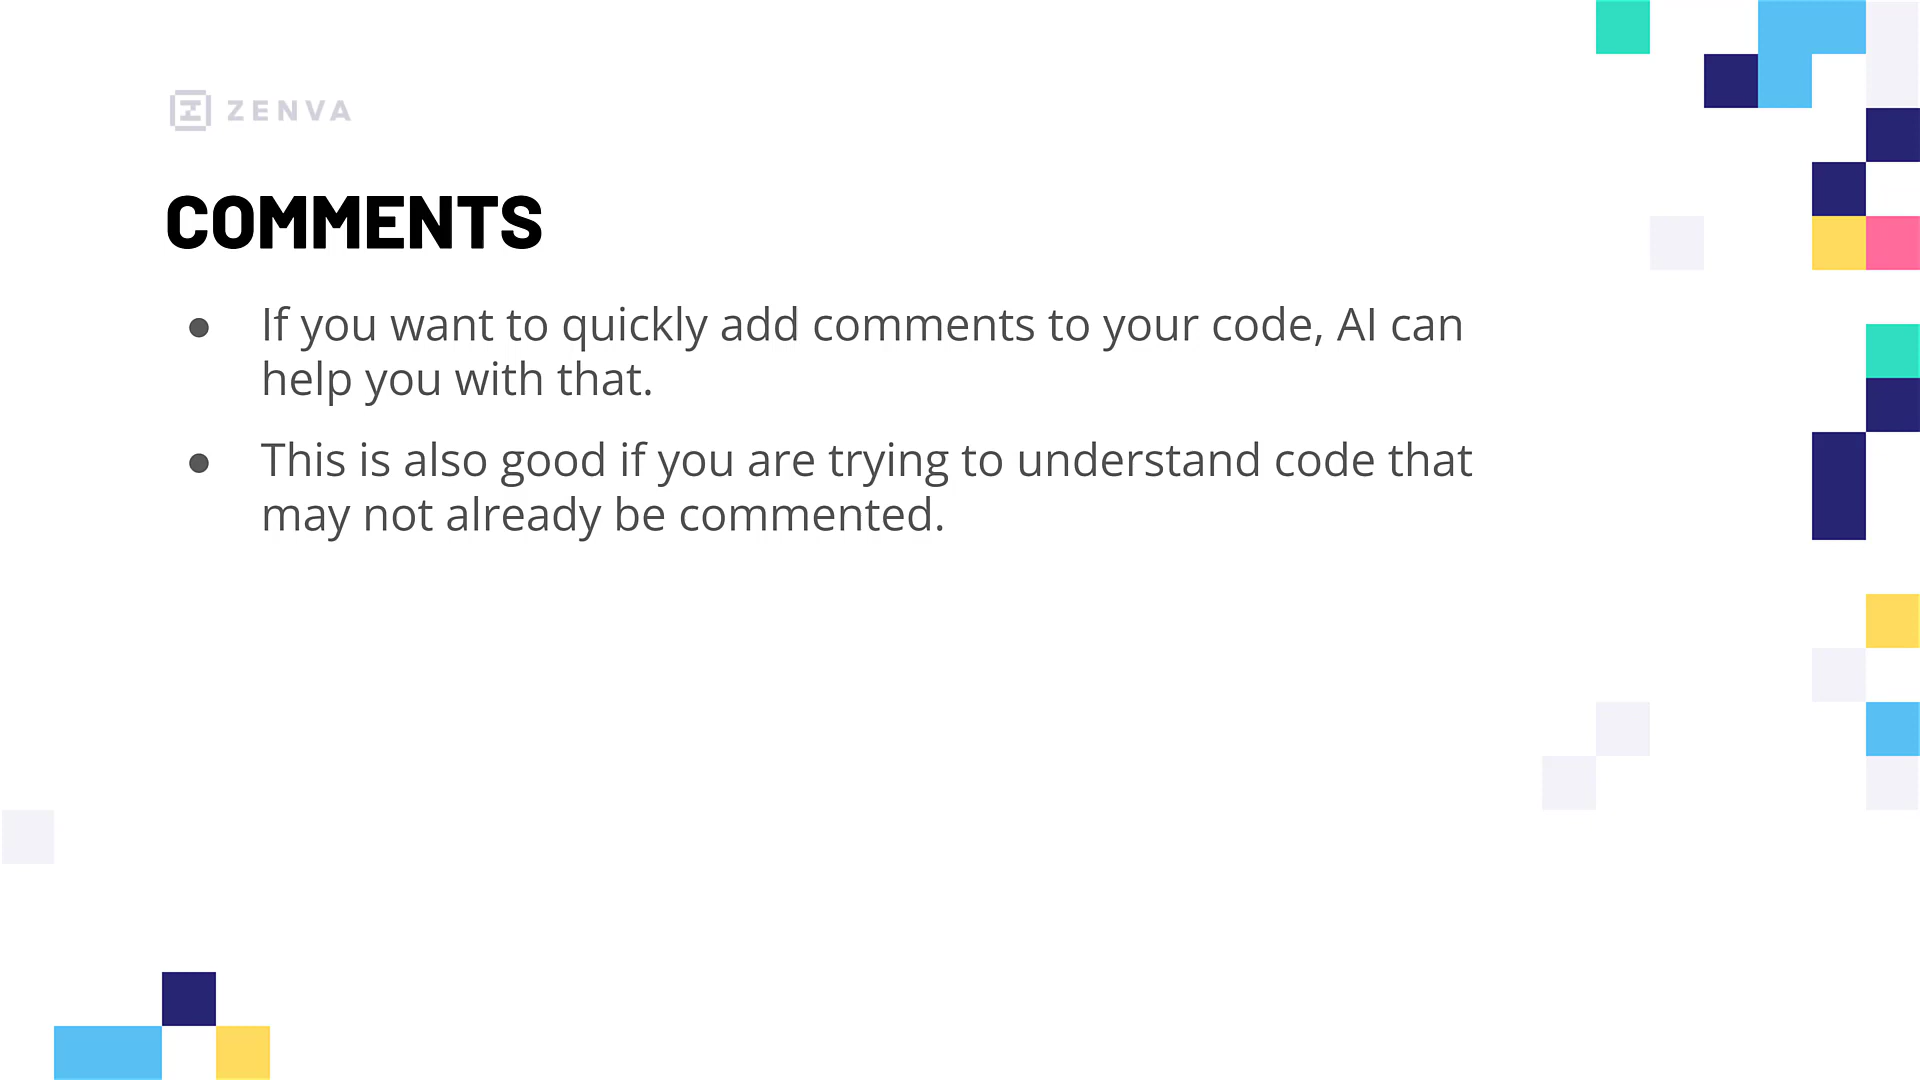 ZENVA
COMMENTS
● If you want to quickly add comments to your code, AI can
help you with that.
● This is also good if you are trying to understand code that
may not already be commented.